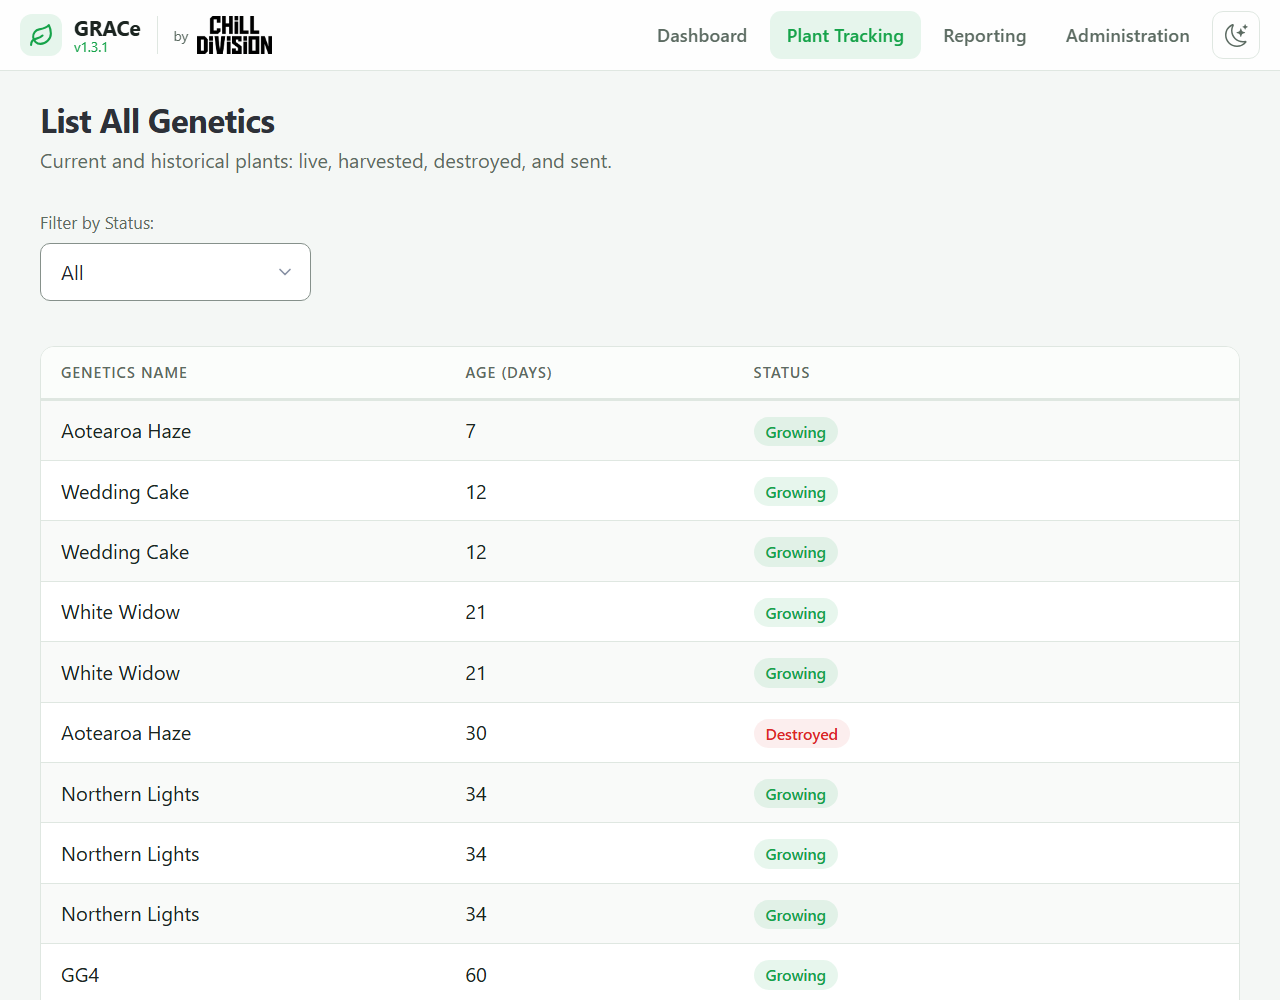 GRACe
v1.3.1
by
CHiLL
DiViSiON
Dashboard
Plant Tracking
Reporting
Administration
List All Genetics
Current and historical plants: live, harvested, destroyed, and sent.
Filter by Status:
All
GENETICS NAME AGE (DAYS) STATUS
Aotearoa Haze 7 Growing
Wedding Cake 12 Growing
Wedding Cake 12 Growing
White Widow 21 Growing
White Widow 21 Growing
Aotearoa Haze 30 Destroyed
Northern Lights 34 Growing
Northern Lights 34 Growing
Northern Lights 34 Growing
GG4 60 Growing